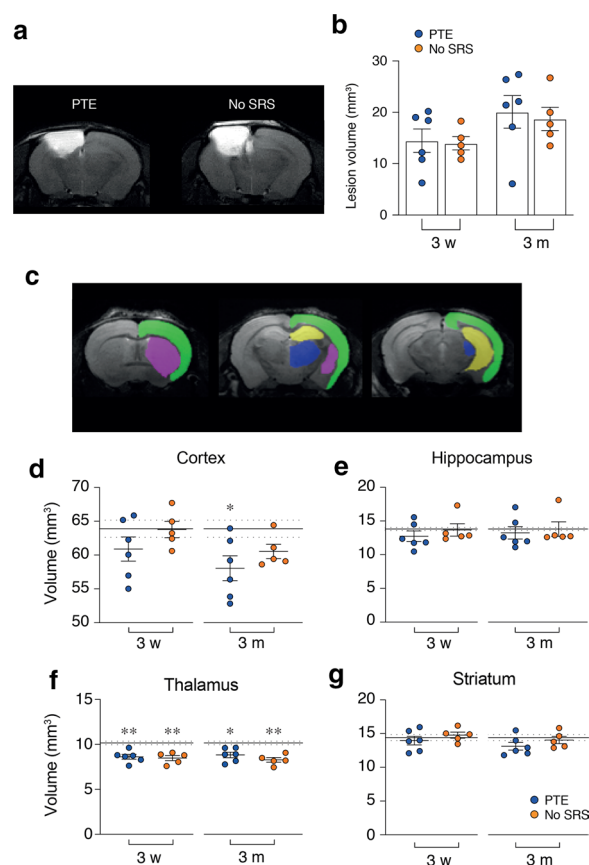 a
PTE
No SRS
b
PTE
No SRS
Lesion volume (mm³)
30
20
10
0
3 w
3 m
c
d
Cortex
Volume (mm³)
70
65
60
55
50
*
3 w
3 m
e
Hippocampus
20
15
10
5
0
3 w
3 m
f
Thalamus
Volume (mm³)
15
10
5
0
** ** * **
3 w
3 m
g
Striatum
20
15
10
5
0
PTE
No SRS
3 w
3 m